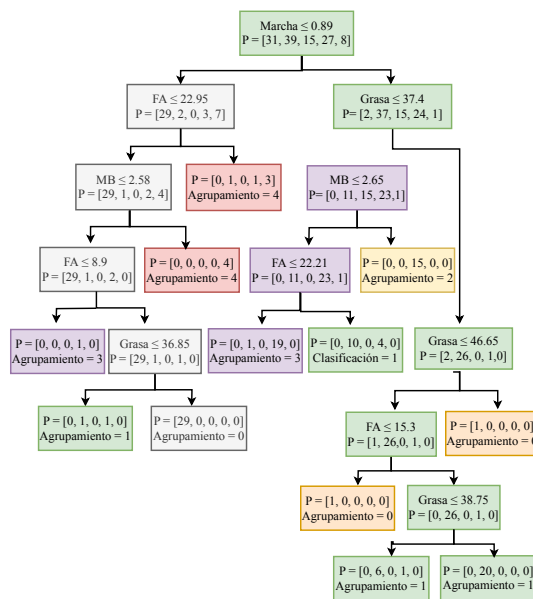 Marcha ≤ 0.89
P = [31, 39, 15, 27, 8]
FA ≤ 22.95
P = [29, 2, 0, 3, 7]
Grasa ≤ 37.4
P= [2, 37, 15, 24, 1]
MB ≤ 2.58
P = [29, 1, 0, 2, 4]
P = [0, 1, 0, 1, 3]
Agrupamiento = 4
MB ≤ 2.65
P = [0, 11, 15, 23,1]
FA ≤ 8.9
P = [29, 1, 0, 2, 0]
P = [0, 0, 0, 0, 4]
Agrupamiento = 4
FA ≤ 22.21
P = [0, 11, 0, 23, 1]
P = [0, 0, 15, 0, 0]
Agrupamiento = 2
P = [0, 0, 0, 1, 0]
Agrupamiento = 3
Grasa ≤ 36.85
P = [29, 1, 0, 1, 0]
P = [0, 1, 0, 19, 0]
Agrupamiento = 3
P = [0, 10, 0, 4, 0]
Clasificación = 1
Grasa ≤ 46.65
P = [2, 26, 0, 1,0]
P = [0, 1, 0, 1, 0]
Agrupamiento = 1
P = [29, 0, 0, 0, 0]
Agrupamiento = 0
FA ≤ 15.3
P = [1, 26,0, 1, 0]
P = [1, 0, 0, 0, 0]
Agrupamiento = 0
P = [1, 0, 0, 0, 0]
Agrupamiento = 0
Grasa ≤ 38.75
P = [0, 26, 0, 1, 0]
P = [0, 6, 0, 1, 0]
Agrupamiento = 1
P = [0, 20, 0, 0, 0]
Agrupamiento = 1